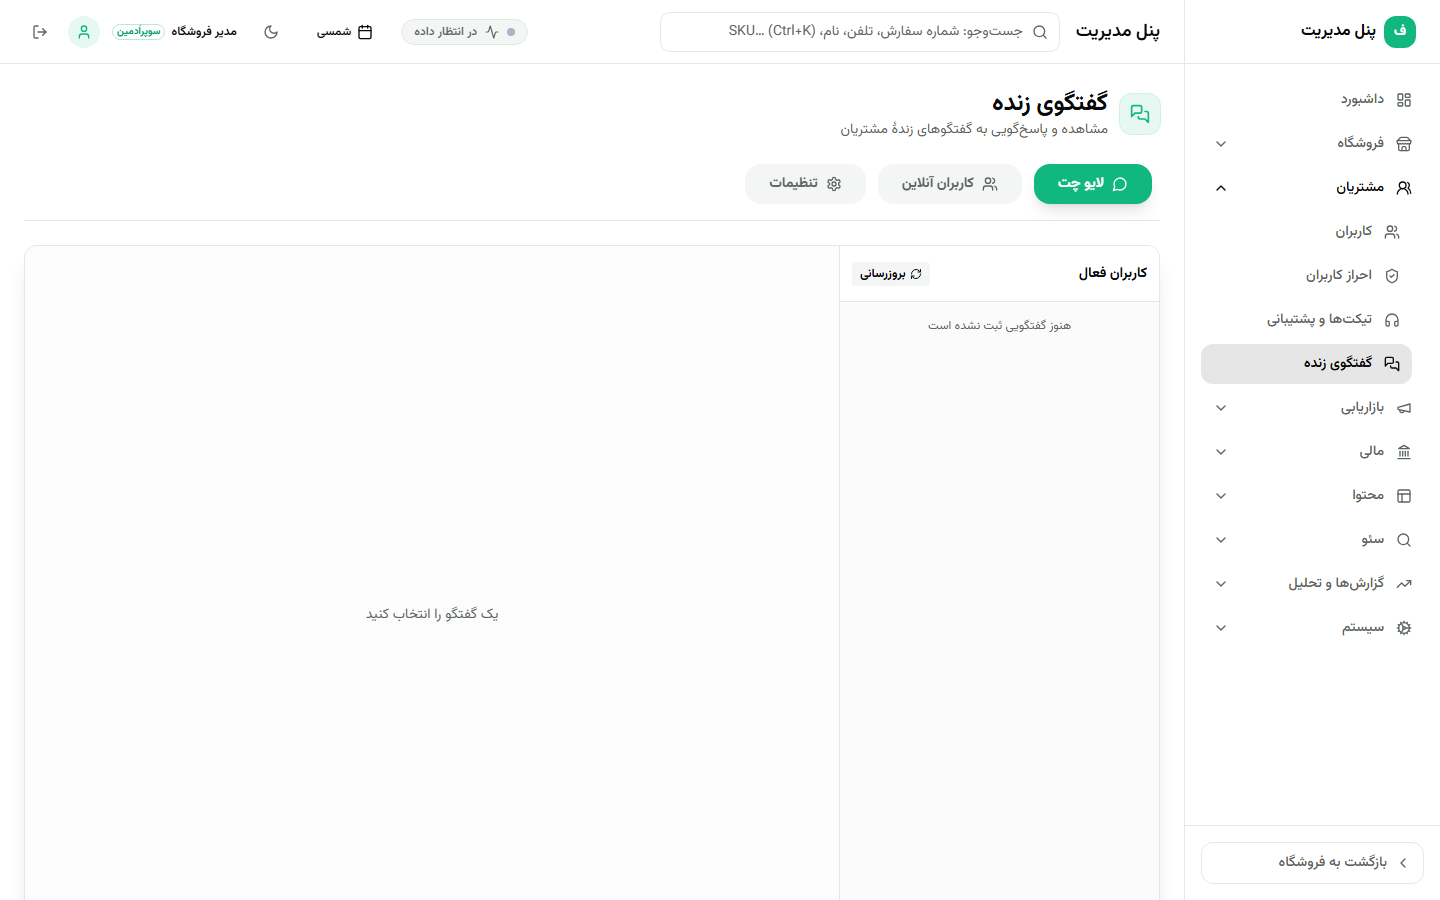 ف
پنل مدیریت
پنل مدیریت
جست‌وجو: شماره سفارش، تلفن، نام، SKU... (Ctrl+K)
در انتظار داده
شمسی
مدیر فروشگاه
سوپرادمین
داشبورد
فروشگاه
مشتریان
کاربران
احراز کاربران
تیکت‌ها و پشتیبانی
گفتگوی زنده
بازاریابی
مالی
محتوا
سئو
گزارش‌ها و تحلیل
سیستم
بازگشت به فروشگاه
گفتگوی زنده
مشاهده و پاسخ‌گویی به گفتگوهای زندهٔ مشتریان
لایو چت
کاربران آنلاین
تنظیمات
کاربران فعال
بروزرسانی
هنوز گفتگویی ثبت نشده است
یک گفتگو را انتخاب کنید